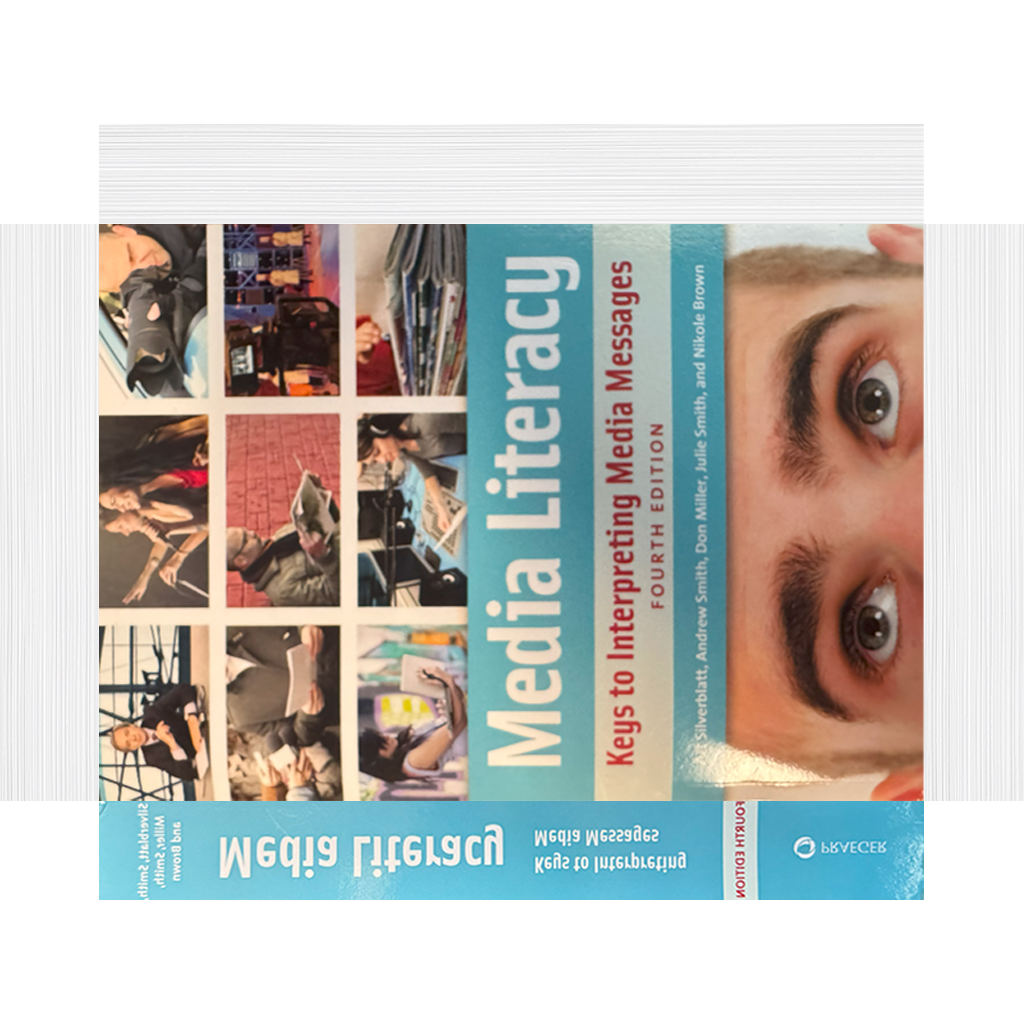 Media Literacy
Keys to Interpreting Media Messages
FOURTH EDITION
Silverblatt, Andrew Smith, Don Miller, Julie Smith, and Nikole Brown
Silverblatt, Smith,
Miller, Smith,
and Brown
Media Literacy
Keys to Interpreting
Media Messages
FOURTH EDITION
PRAEGER